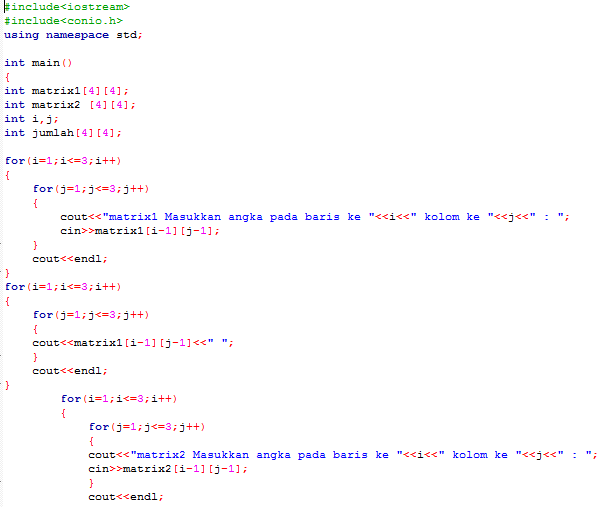 #include<iostream>
#include<conio.h>
using namespace std;
int main()
{
int matrix1[4][4];
int matrix2 [4][4];
int i,j;
int jumlah[4][4];
for(i=1;i<=3;i++)
{
for(j=1;j<=3;j++)
{
cout<<"matrix1 Masukkan angka pada baris ke "<<i<<" kolom ke "<<j<<" : ";
cin>>matrix1[i-1][j-1];
}
cout<<endl;
}
for(i=1;i<=3;i++)
{
for(j=1;j<=3;j++)
{
cout<<matrix1[i-1][j-1]<<" ";
}
cout<<endl;
}
for(i=1;i<=3;i++)
{
for(j=1;j<=3;j++)
{
cout<<"matrix2 Masukkan angka pada baris ke "<<i<<" kolom ke "<<j<<" : ";
cin>>matrix2[i-1][j-1];
}
cout<<endl;